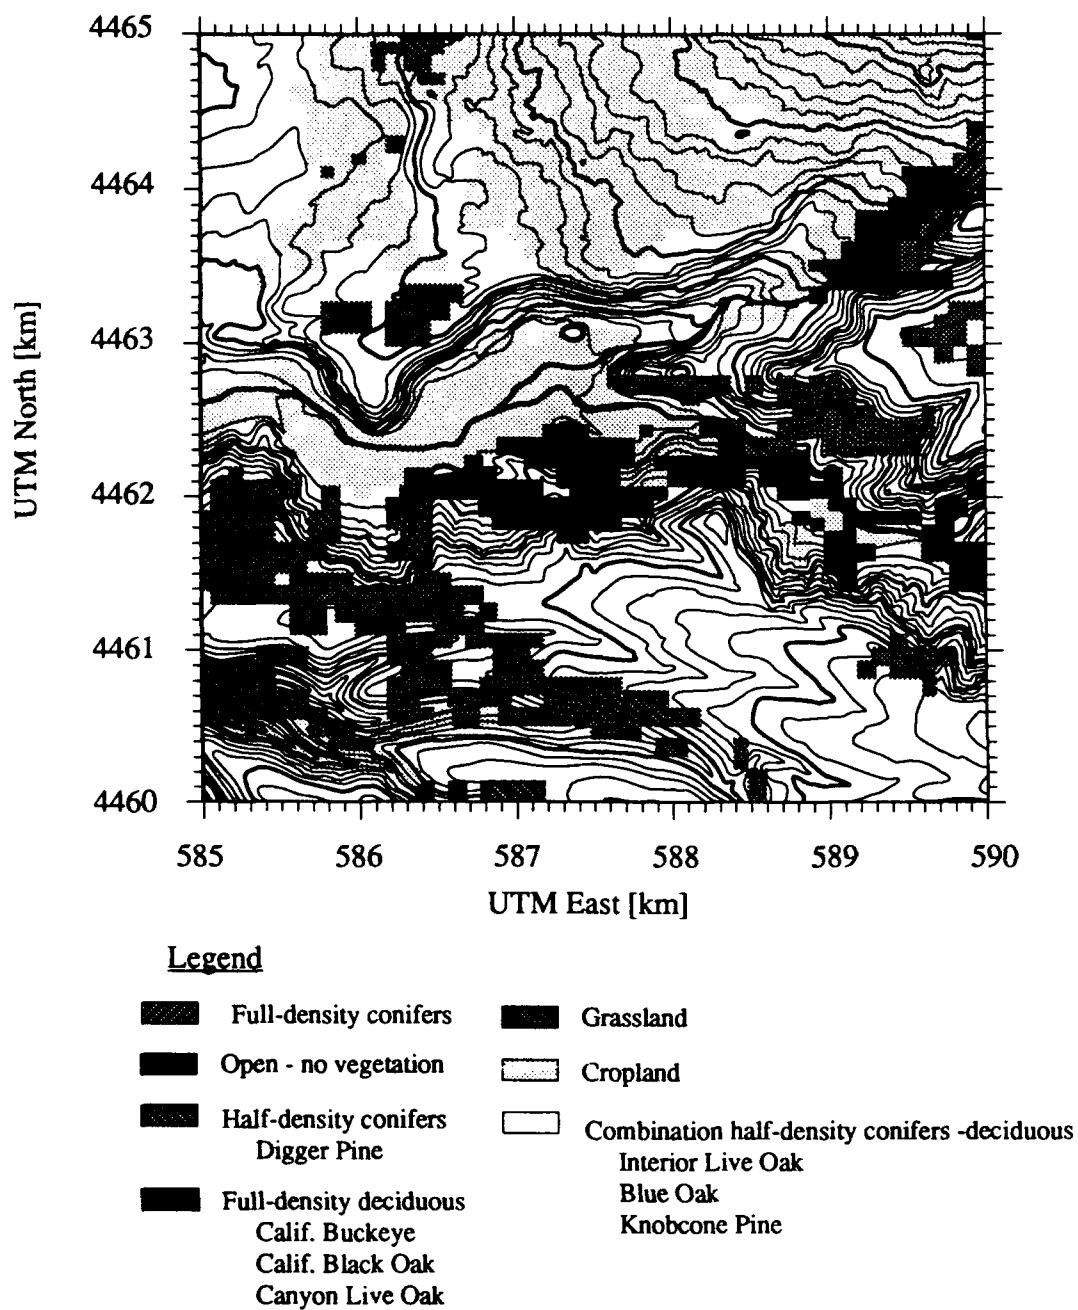 4465
4464
4463
4462
4461
4460
UTM North [km]
585 586 587 588 589 590
UTM East [km]
Legend
Full-density conifers
Open - no vegetation
Half-density conifers
Digger Pine
Full-density deciduous
Calif. Buckeye
Calif. Black Oak
Canyon Live Oak
Grassland
Cropland
Combination half-density conifers -deciduous
Interior Live Oak
Blue Oak
Knobcone Pine